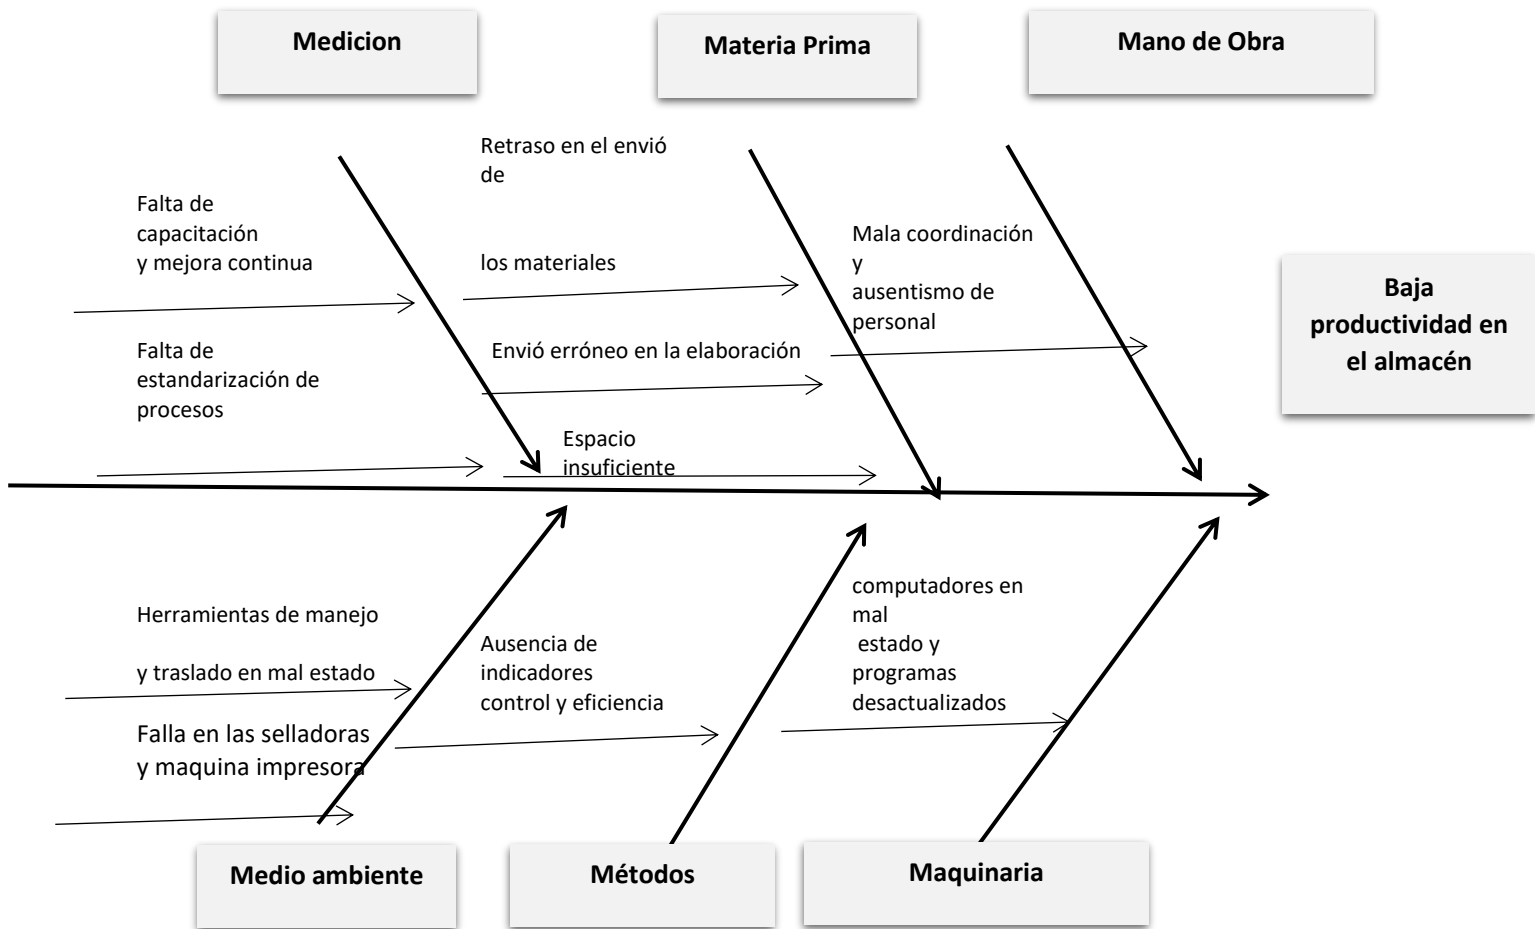 Medicion
Materia Prima
Mano de Obra
Retraso en el envió
de
los materiales
Falta de
capacitación
y mejora continua
Mala coordinación
y
ausentismo de
personal
Baja
productividad en
el almacén
Falta de
estandarización de
procesos
Envió erróneo en la elaboración
Espacio
insuficiente
Herramientas de manejo
y traslado en mal estado
Falla en las selladoras
y maquina impresora
Ausencia de
indicadores
control y eficiencia
computadores en
mal
estado y
programas
desactualizados
Medio ambiente
Métodos
Maquinaria